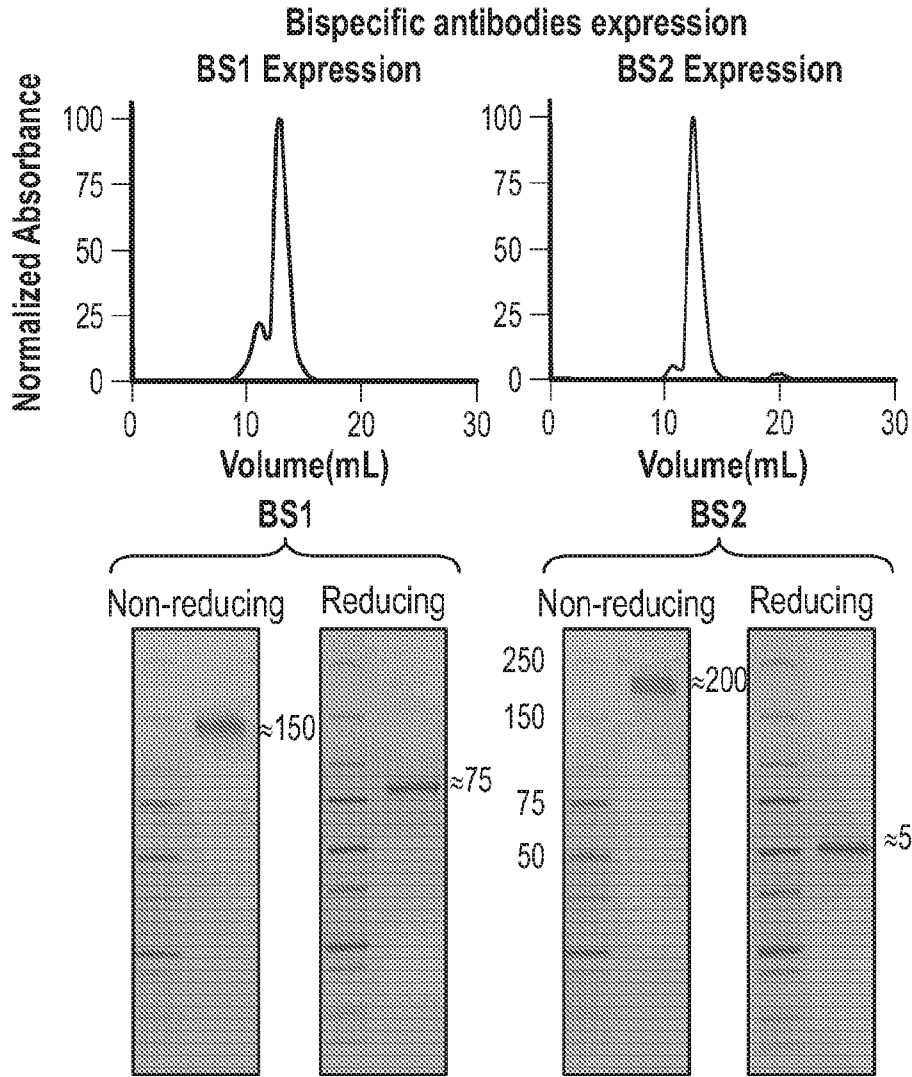 Bispecific antibodies expression
BS1 Expression
BS2 Expression
Normalized Absorbance
100
75
50
25
0
0
10
20
30
Volume(mL)
100
75
50
25
0
0
10
20
30
Volume(mL)
BS1
BS2
Non-reducing
Reducing
Non-reducing
Reducing
≈150
≈75
250
150
75
50
≈200
≈5